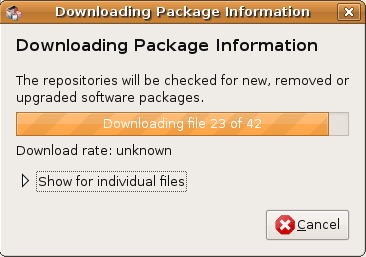 Downloading Package Information
Downloading Package Information
The repositories will be checked for new, removed or
upgraded software packages.
Downloading file 23 of 42
Download rate: unknown
Show for individual files
Cancel